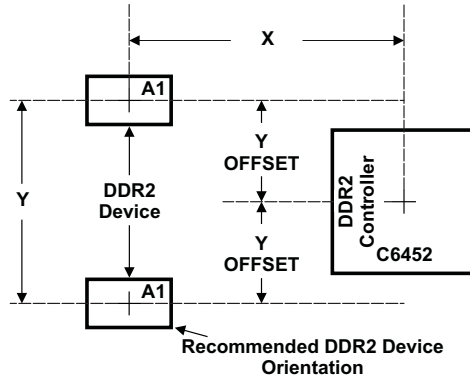 X
A1
Y
OFFSET
Y
DDR2
Device
DDR2
Controller
C6452
Y
OFFSET
A1
Recommended DDR2 Device
Orientation